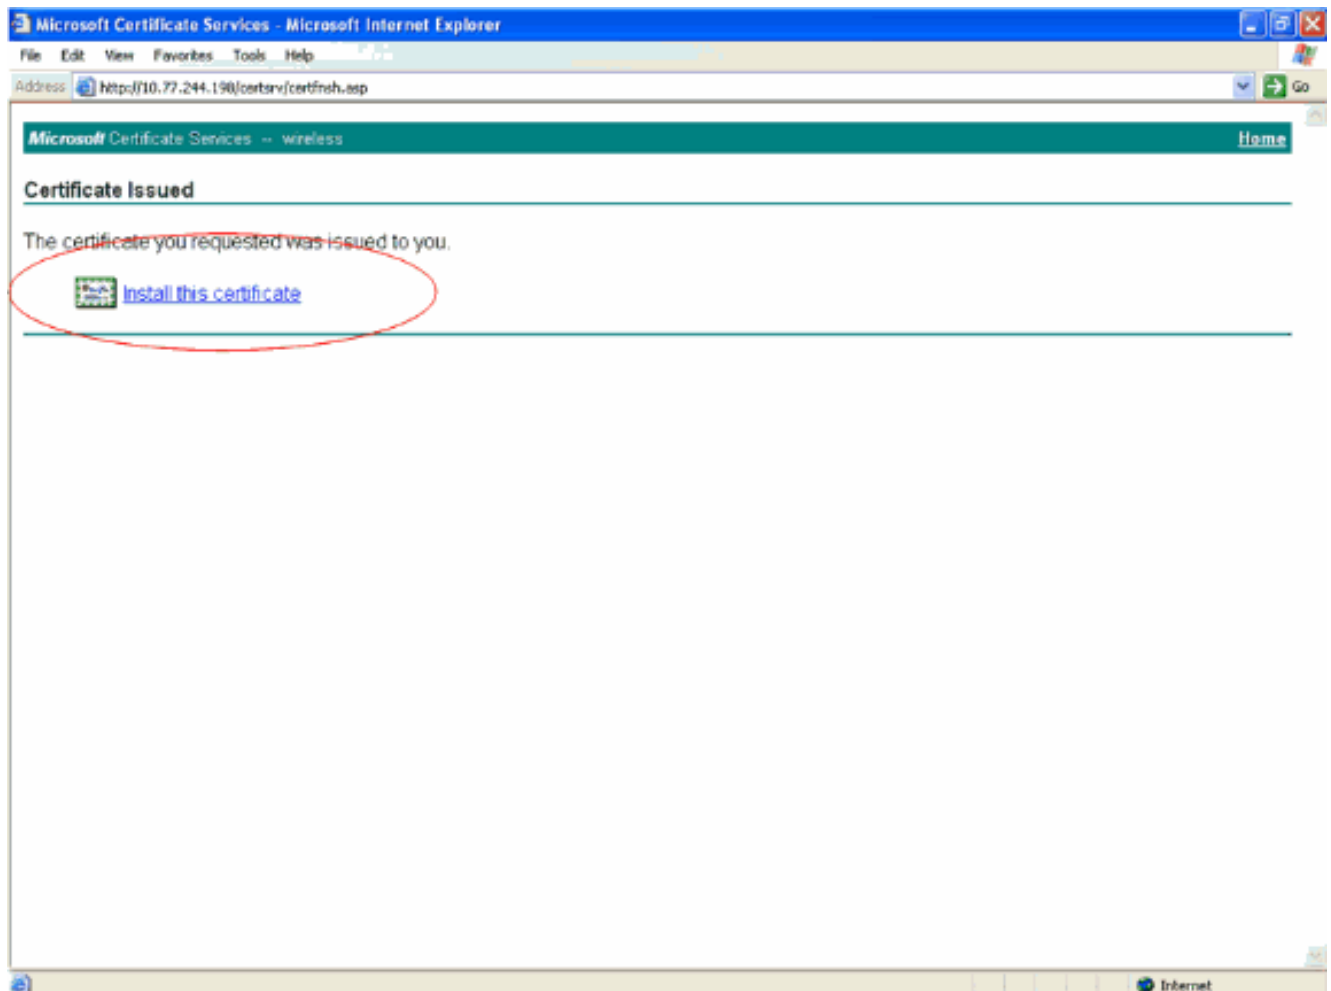 Microsoft Certificate Services - Microsoft Internet Explorer
File Edit View Favorites Tools Help
Address http://10.77.244.198/certsrv/certfnsh.asp Go
Microsoft Certificate Services -- wireless Home
Certificate Issued
The certificate you requested was issued to you.
Install this certificate
Internet